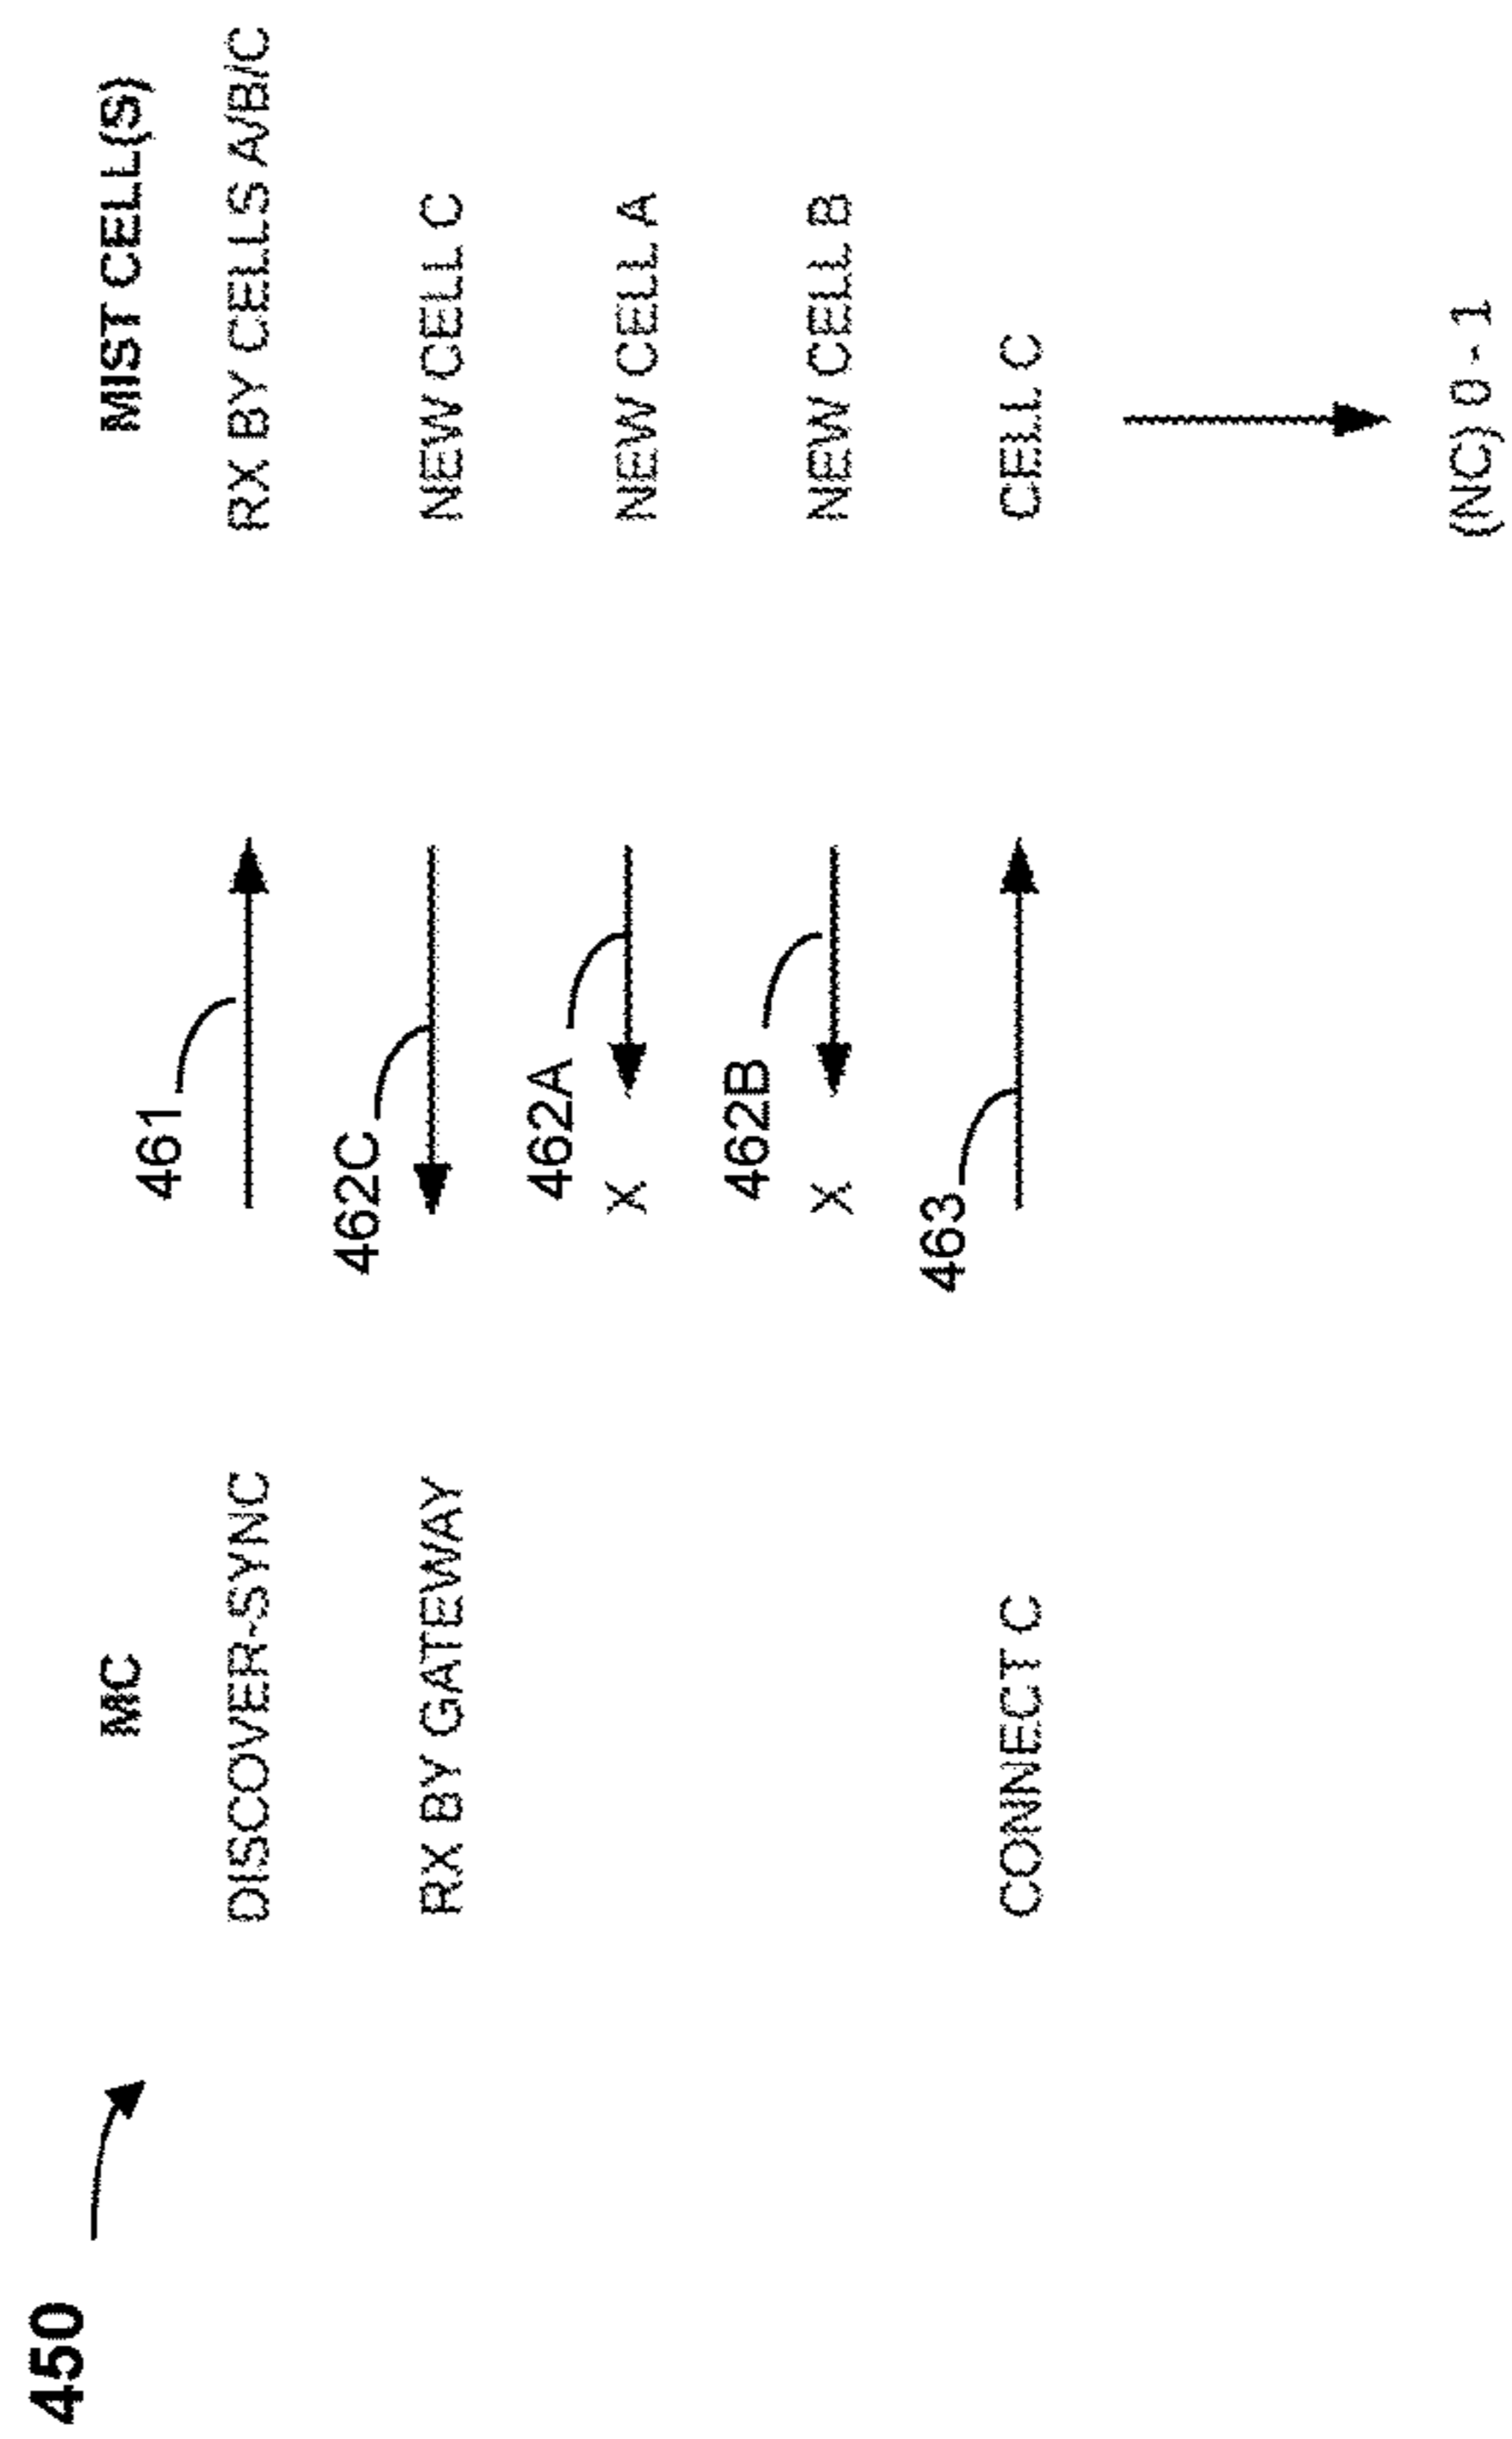 450
MC
MIST CELL(S)
DISCOVER-SYNC
461
RX BY CELLS A/B/C
RX BY GATEWAY
462C
NEW CELL C
X
462A
NEW CELL A
X
462B
NEW CELL B
CONNECT C
463
CELL C
(NC) 0 - 1